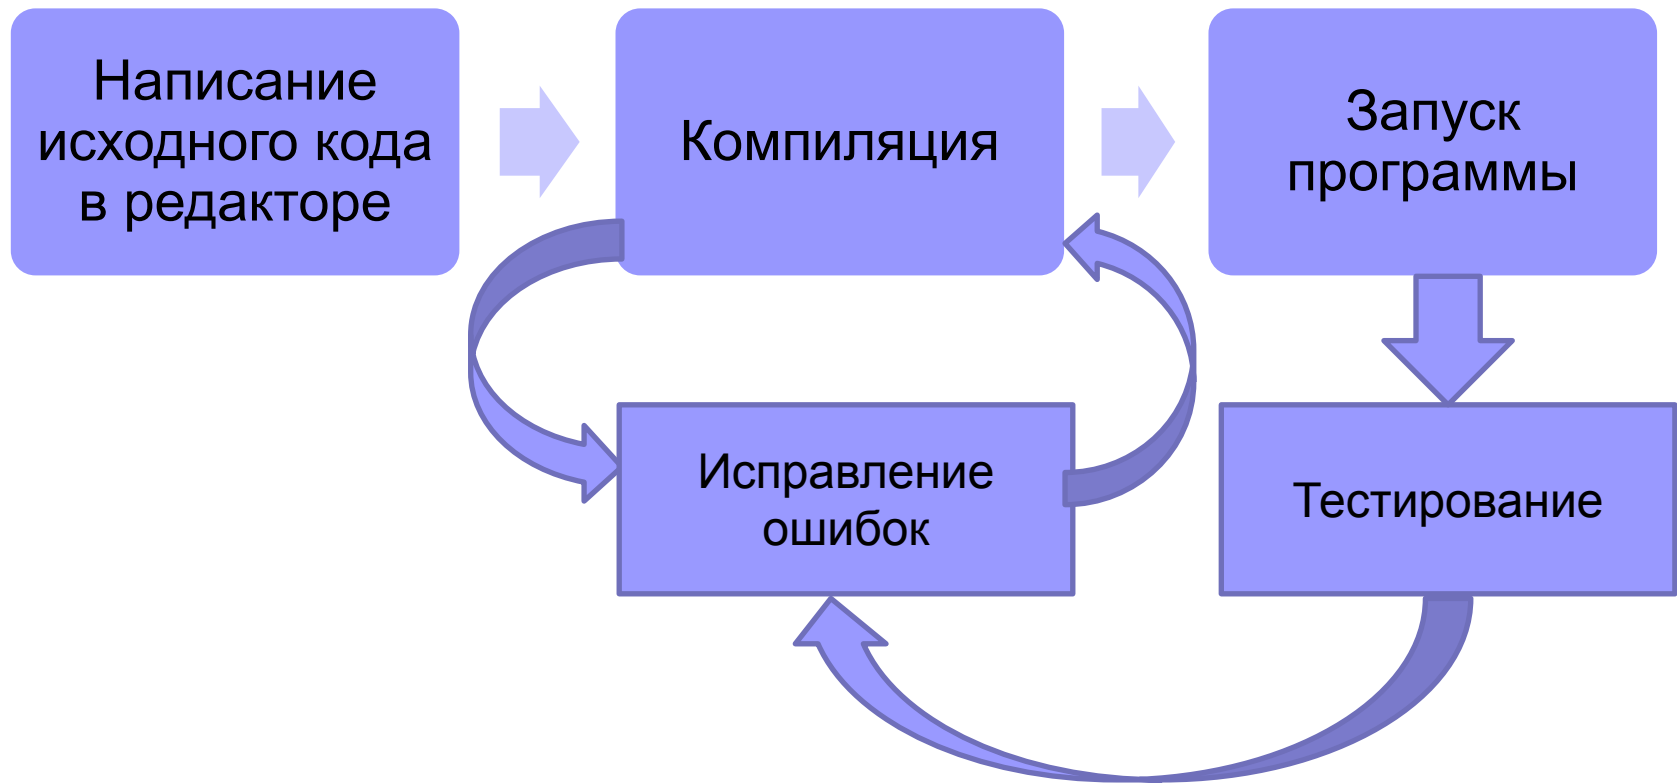 Написание
исходного кода
в редакторе
Компиляция
Запуск
программы
Исправление
ошибок
Тестирование